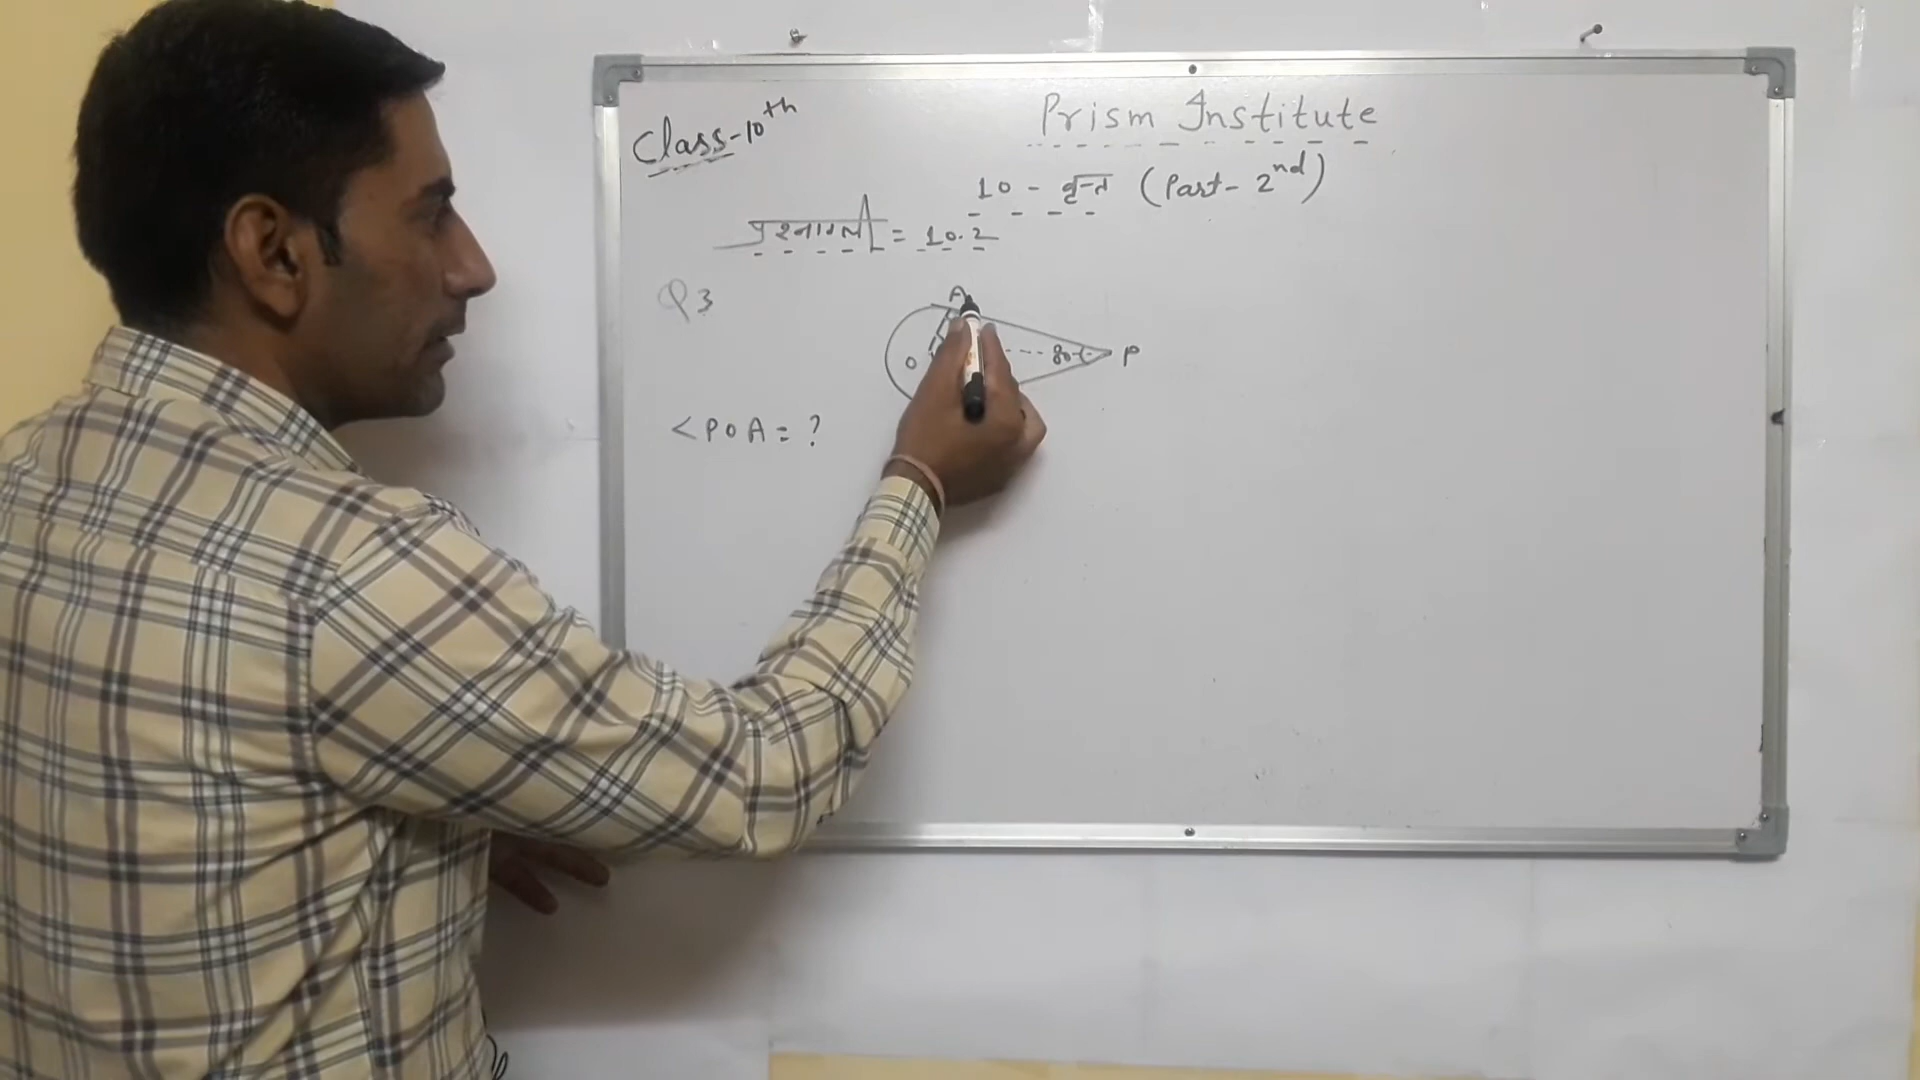 Class-10th
Prism Institute
10 - वृत्त (Part- 2nd)
प्रश्नावली = 10.2
Q3
A
O
80
P
<POA = ?